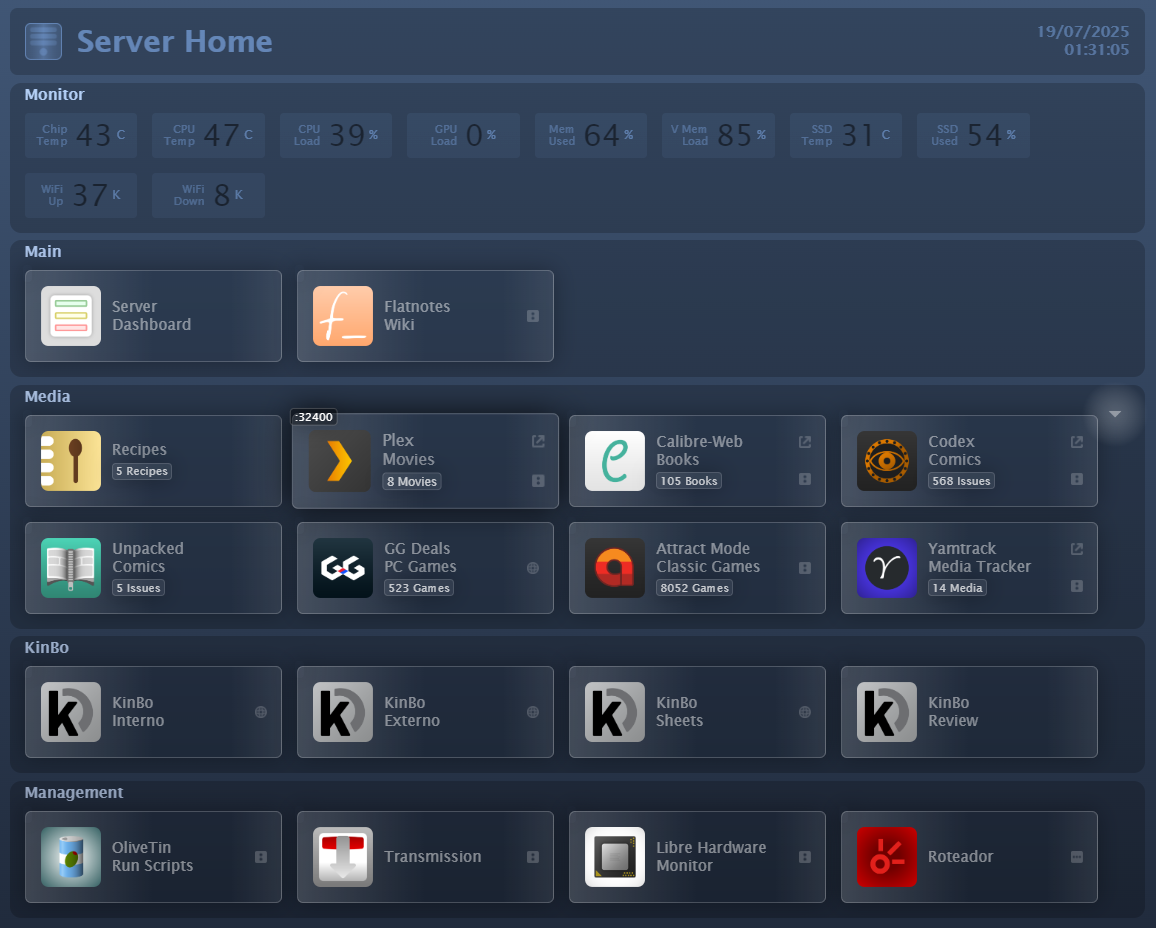 Server Home
19/07/2025
01:31:05
Monitor
Chip Temp 43 C
CPU Temp 47 C
CPU Load 39 %
GPU Load 0 %
Mem Used 64 %
V Mem Load 85 %
SSD Temp 31 C
SSD Used 54 %
WiFi Up 37 K
WiFi Down 8 K
Main
Server
Dashboard
Flatnotes
Wiki
Media
Recipes
5 Recipes
:32400
Plex
Movies
8 Movies
Calibre-Web
Books
105 Books
Codex
Comics
568 Issues
Unpacked
Comics
5 Issues
GG
GG Deals
PC Games
523 Games
Attract Mode
Classic Games
8052 Games
Yamtrack
Media Tracker
14 Media
KinBo
k
KinBo
Interno
k
KinBo
Externo
k
KinBo
Sheets
k
KinBo
Review
Management
OliveTin
Run Scripts
Transmission
Libre Hardware
Monitor
Roteador